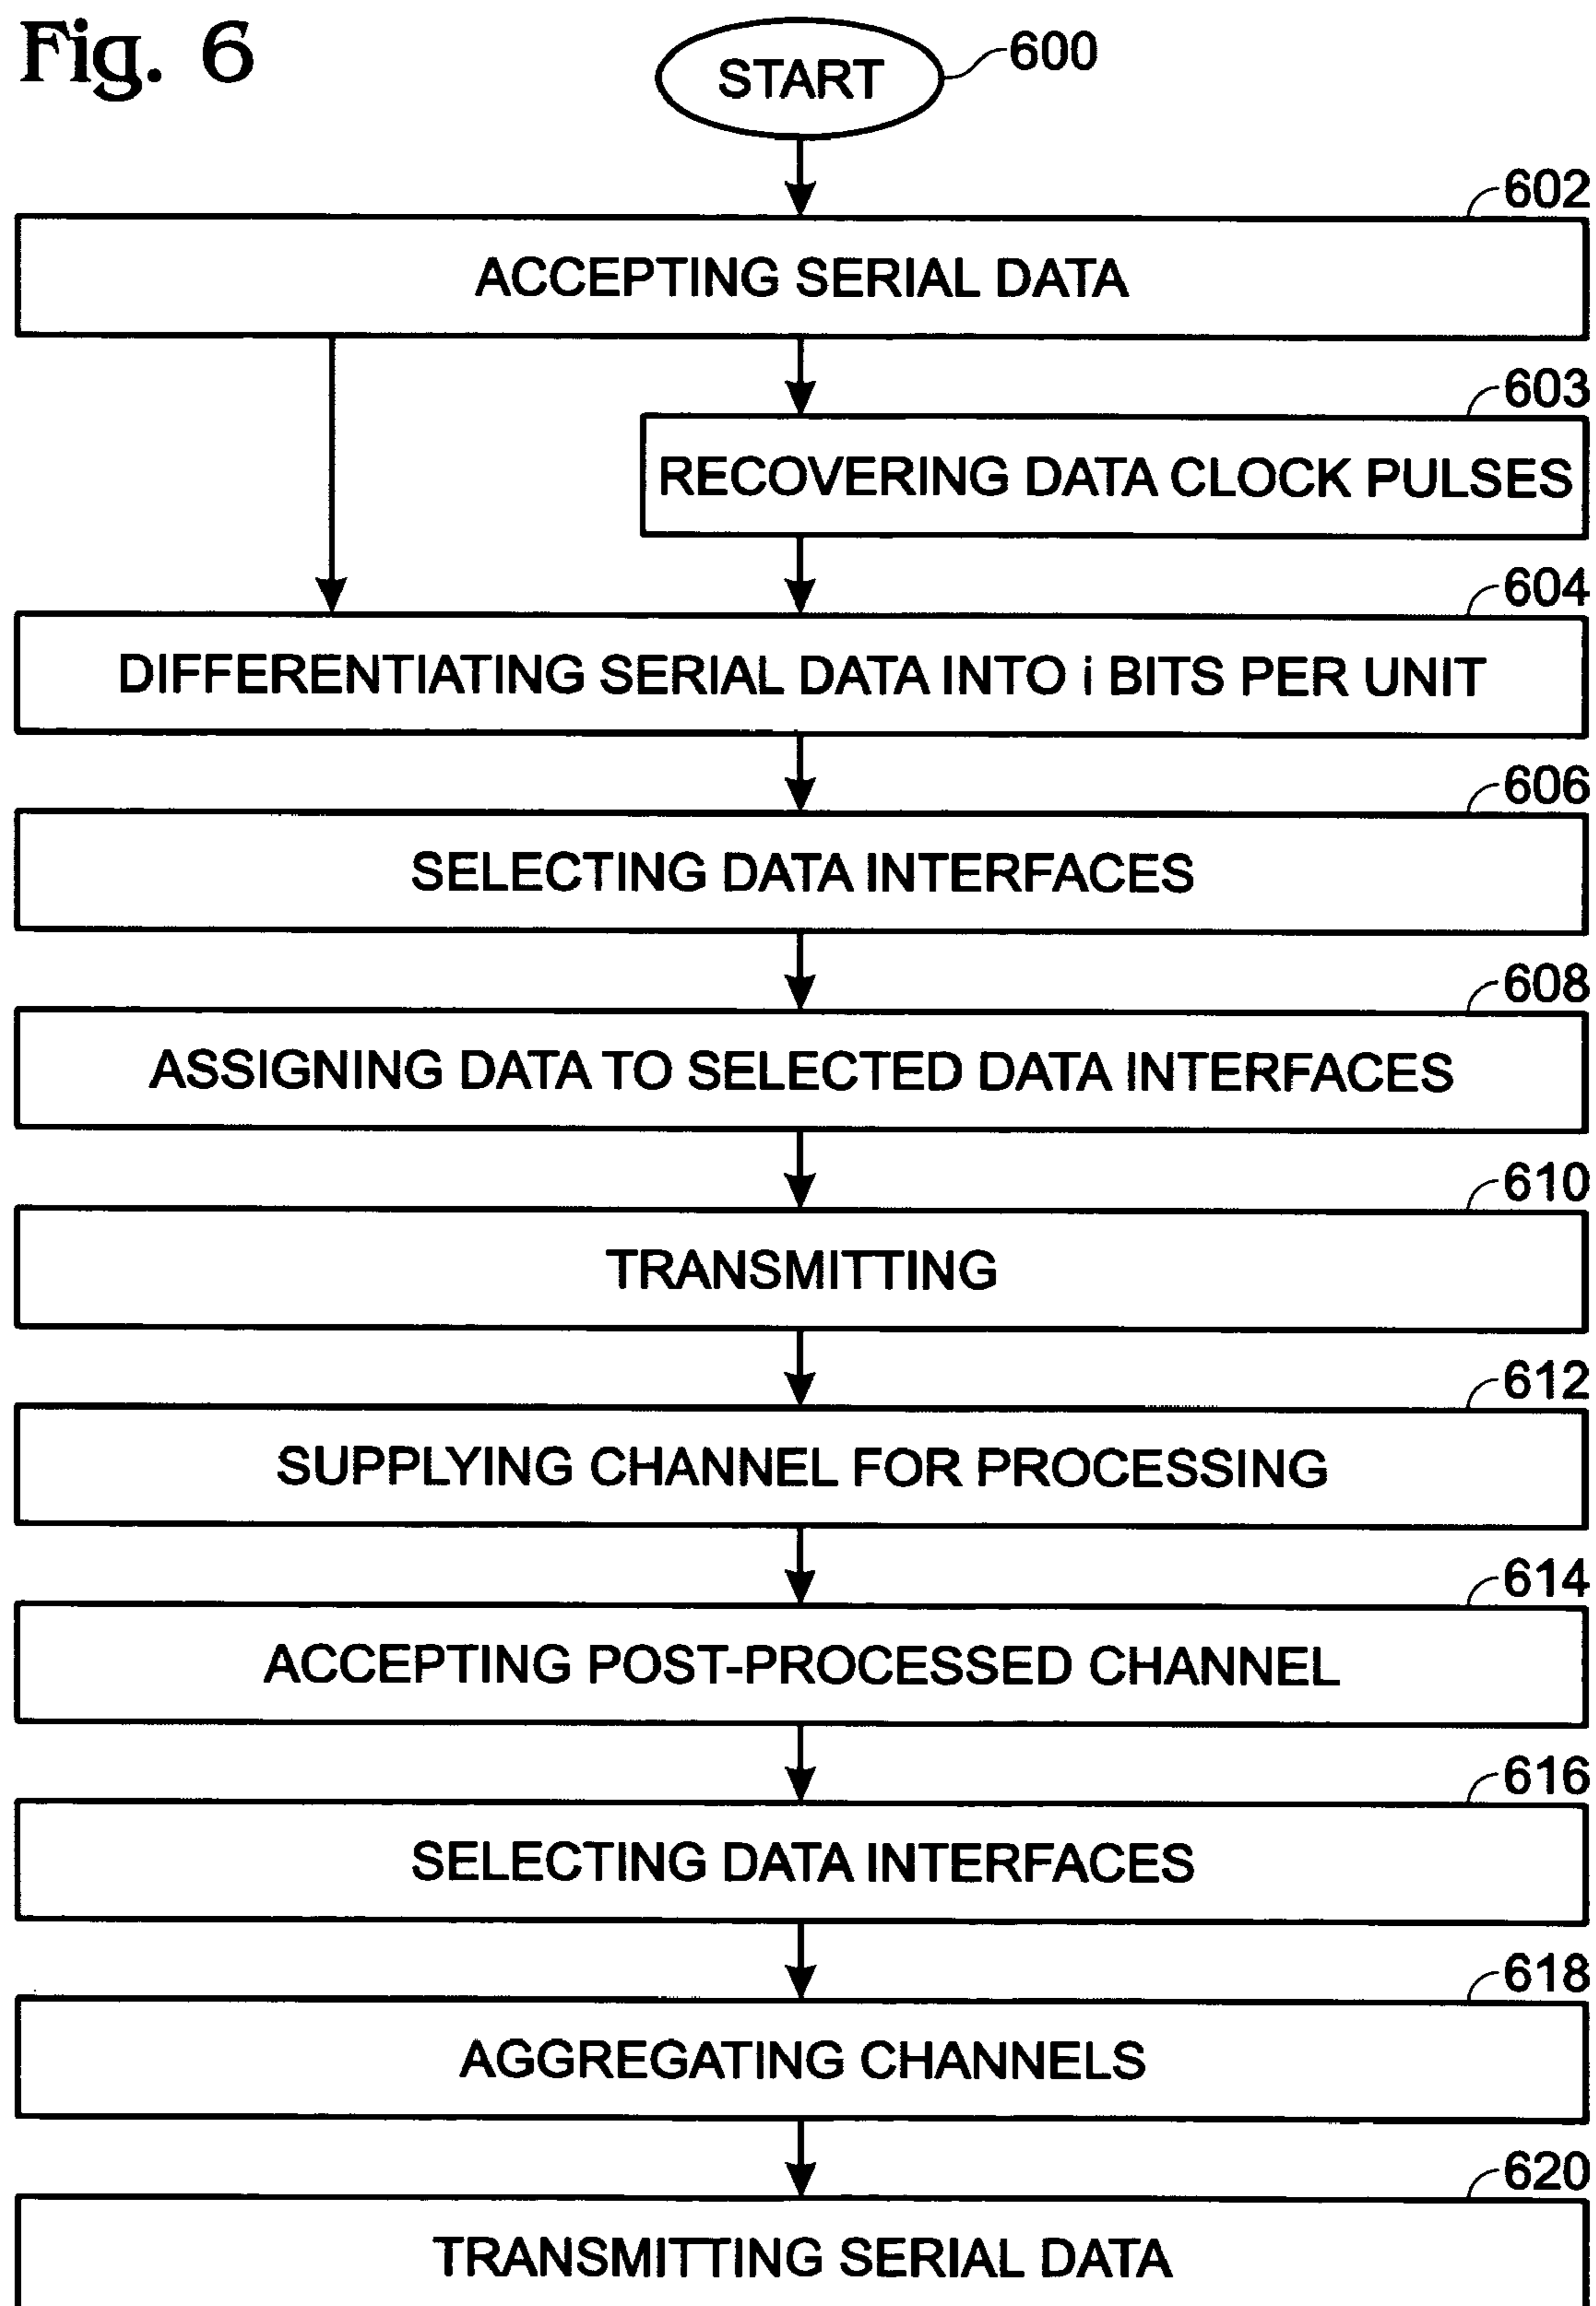 Fig. 6
START
600
602
ACCEPTING SERIAL DATA
603
RECOVERING DATA CLOCK PULSES
604
DIFFERENTIATING SERIAL DATA INTO i BITS PER UNIT
606
SELECTING DATA INTERFACES
608
ASSIGNING DATA TO SELECTED DATA INTERFACES
610
TRANSMITTING
612
SUPPLYING CHANNEL FOR PROCESSING
614
ACCEPTING POST-PROCESSED CHANNEL
616
SELECTING DATA INTERFACES
618
AGGREGATING CHANNELS
620
TRANSMITTING SERIAL DATA